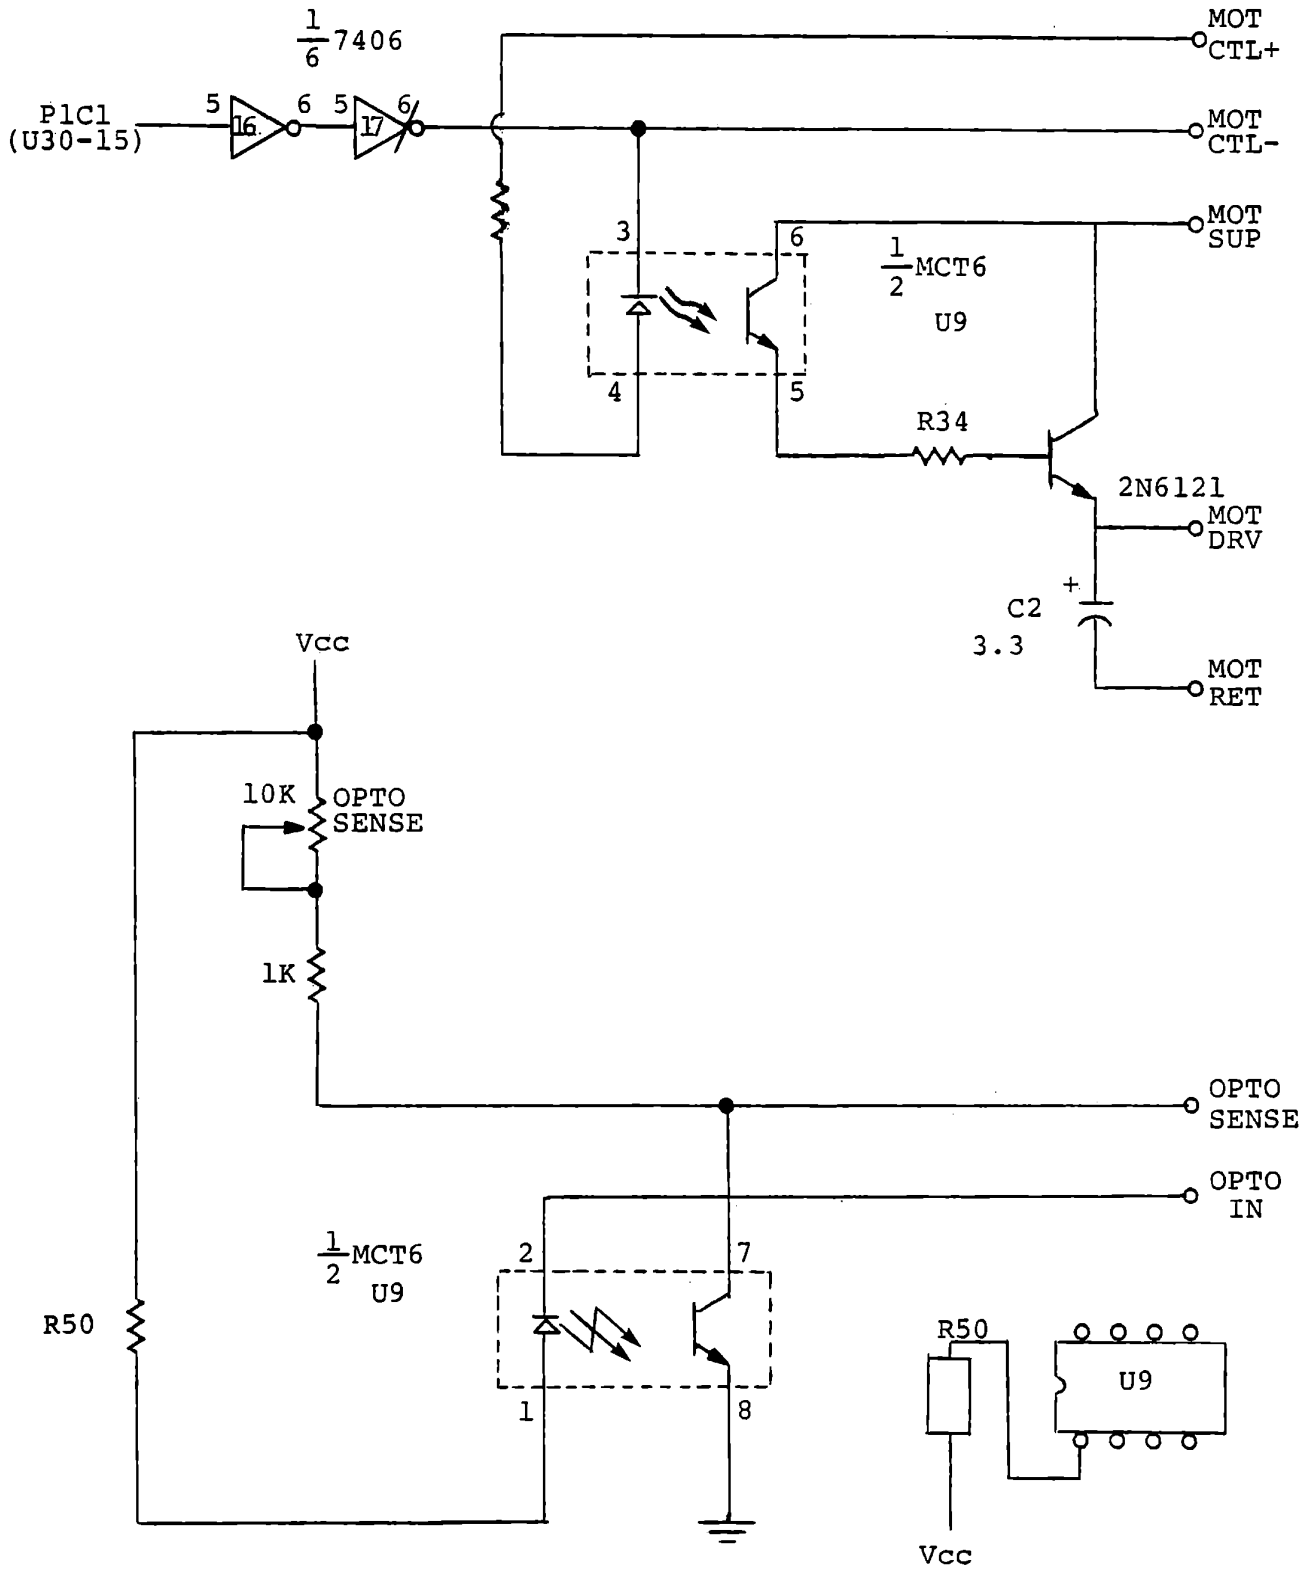 1
6 7406
MOT
CTL+
P1C1
(U30-15)
5
16
6
5
17
6
MOT
CTL-
MOT
SUP
3
6
1
2 MCT6
U9
4
5
R34
2N6121
MOT
DRV
+
C2
3.3
MOT
RET
Vcc
10K
OPTO
SENSE
1K
OPTO
SENSE
OPTO
IN
1
2 MCT6
U9
2
7
R50
1
8
R50
U9
Vcc